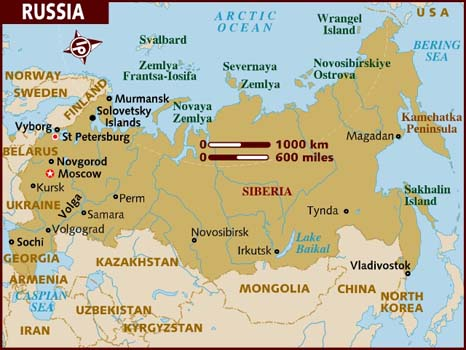 RUSSIA
ARCTIC
OCEAN
Wrangel
Island
USA
BERING
SEA
Svalbard
Zemlya
Frantsa-Iosifa
Severnaya
Zemlya
Novosibirskiye
Ostrova
NORWAY
SWEDEN
FINLAND
Murmansk
Solovetsky
Islands
Novaya
Zemlya
Kamchatka
Peninsula
Magadan
Vyborg
St Petersburg
0 1000 km
0 600 miles
BELARUS
Novgorod
Moscow
Kursk
SIBERIA
Sakhalin
Island
UKRAINE
Volga
Perm
Samara
Tynda
Volgograd
Novosibirsk
Irkutsk
Lake
Baikal
Sochi
Vladivostok
GEORGIA
ARMENIA
KAZAKHSTAN
MONGOLIA
CHINA
NORTH
KOREA
CASPIAN
SEA
UZBEKISTAN
IRAN
KYRGYZSTAN